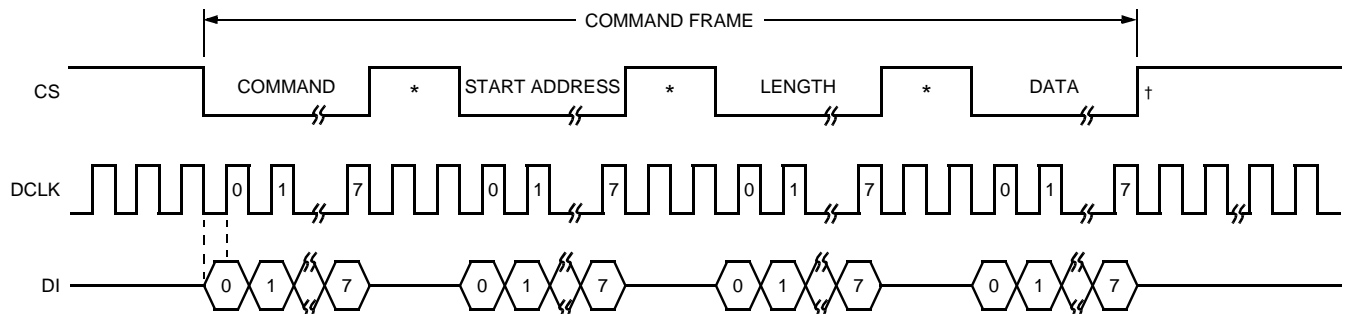 COMMAND FRAME
CS COMMAND * START ADDRESS * LENGTH * DATA †
DCLK 0 1 7 0 1 7 0 1 7 0 1 7
DI 0 1 7 0 1 7 0 1 7 0 1 7